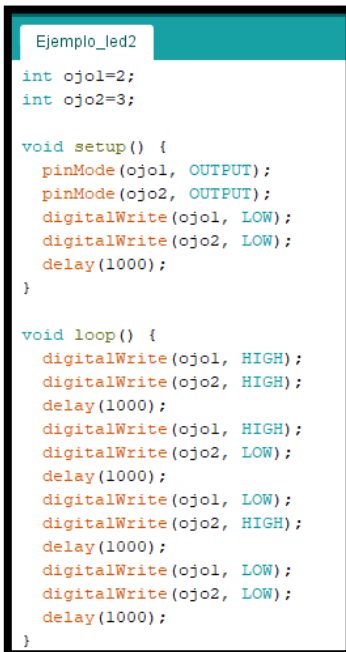 Ejemplo_led2
int ojo1=2;
int ojo2=3;
void setup() {
pinMode(ojo1, OUTPUT);
pinMode(ojo2, OUTPUT);
digitalWrite(ojo1, LOW);
digitalWrite(ojo2, LOW);
delay(1000);
}
void loop() {
digitalWrite(ojo1, HIGH);
digitalWrite(ojo2, HIGH);
delay(1000);
digitalWrite(ojo1, HIGH);
digitalWrite(ojo2, LOW);
delay(1000);
digitalWrite(ojo1, LOW);
digitalWrite(ojo2, HIGH);
delay(1000);
digitalWrite(ojo1, LOW);
digitalWrite(ojo2, LOW);
delay(1000);
}